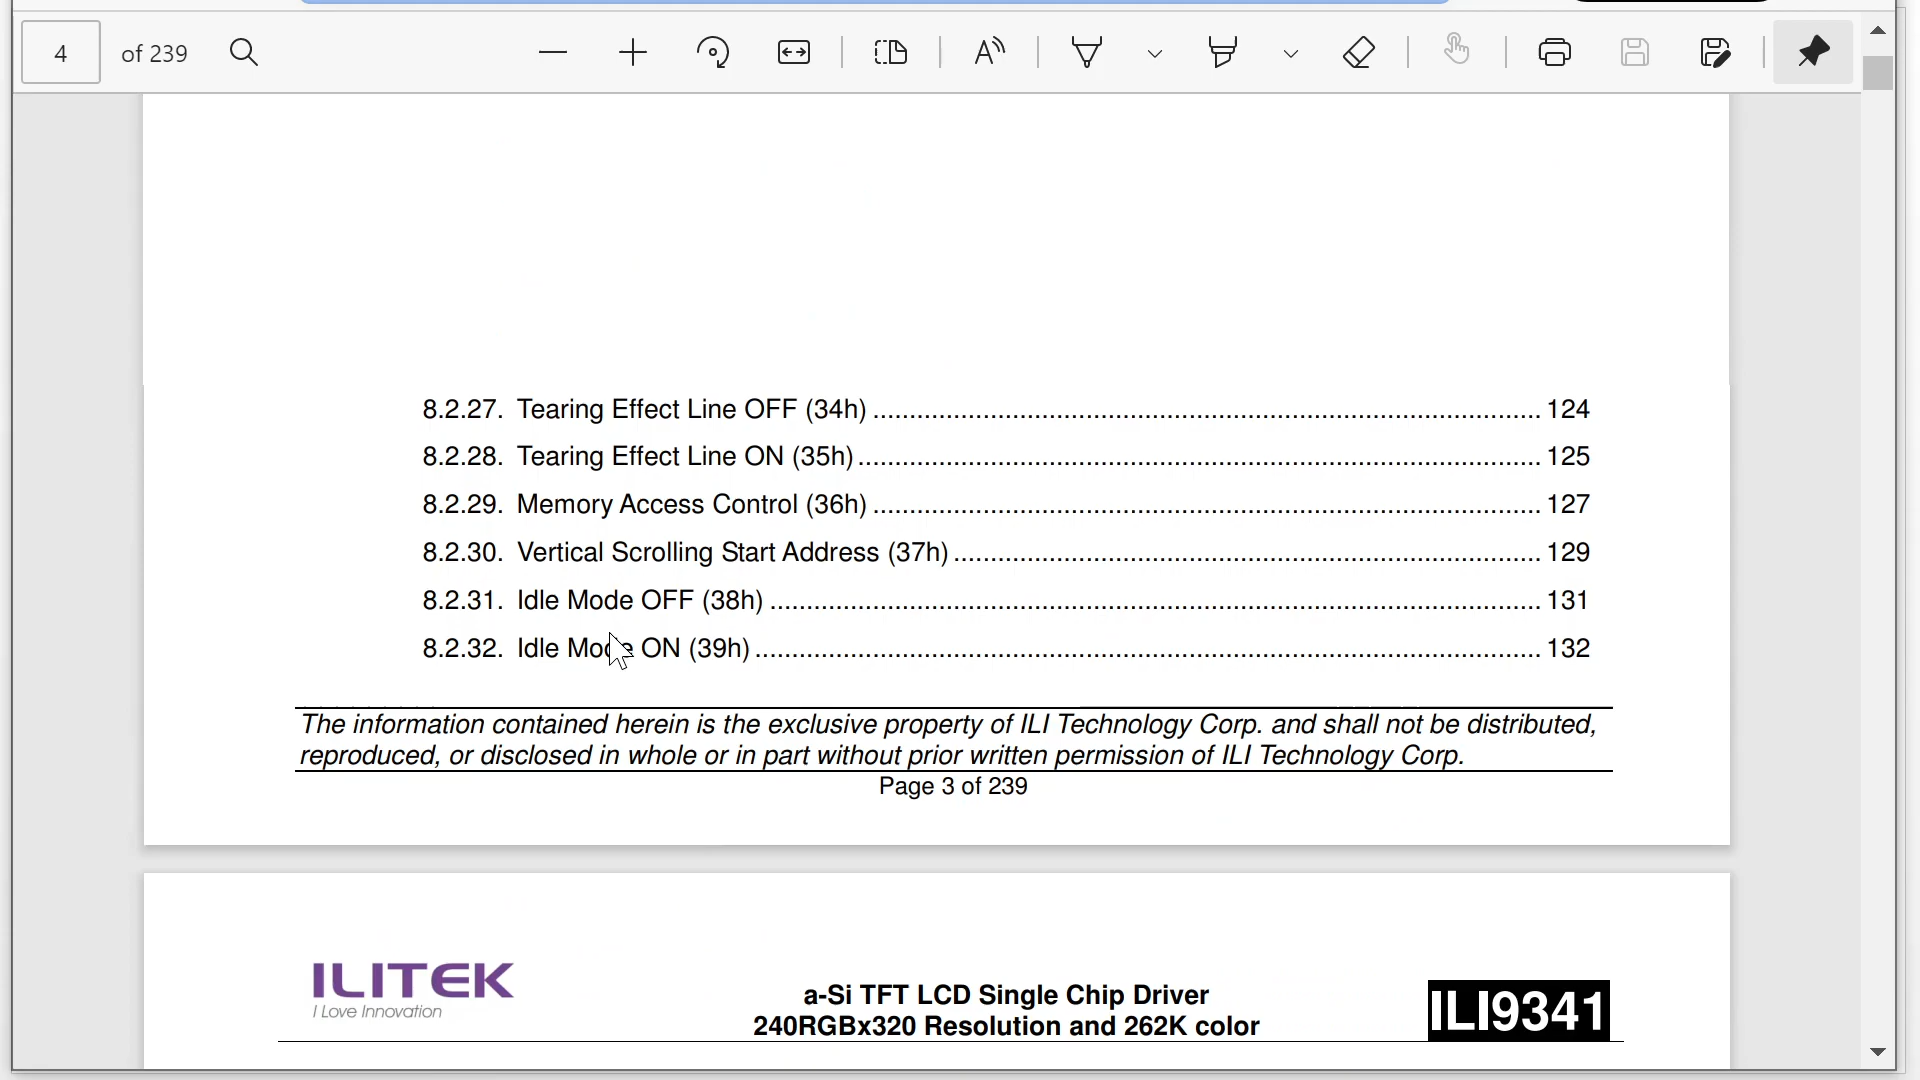 4 of 239
8.2.27. Tearing Effect Line OFF (34h) ........................................................................ 124
8.2.28. Tearing Effect Line ON (35h) ........................................................................ 125
8.2.29. Memory Access Control (36h) ........................................................................ 127
8.2.30. Vertical Scrolling Start Address (37h) ................................................................ 129
8.2.31. Idle Mode OFF (38h) .................................................................................... 131
8.2.32. Idle Mode ON (39h) ..................................................................................... 132
The information contained herein is the exclusive property of ILI Technology Corp. and shall not be distributed,
reproduced, or disclosed in whole or in part without prior written permission of ILI Technology Corp.
Page 3 of 239
ILITEK
I Love Innovation
a-Si TFT LCD Single Chip Driver
240RGBx320 Resolution and 262K color
ILI9341